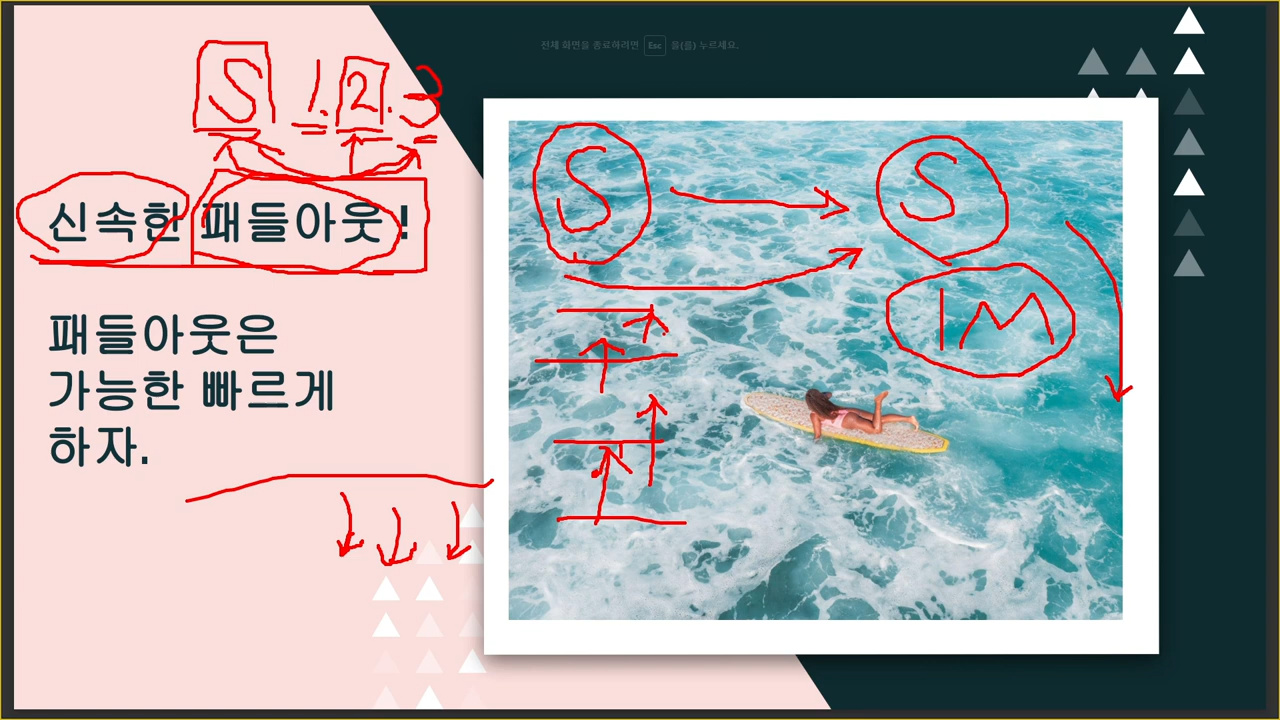 전체 화면을 종료하려면 Esc 을(를) 누르세요.
S 1. 2. 3
신속한 패들아웃!
패들아웃은
가능한 빠르게
하자.
S S
1M